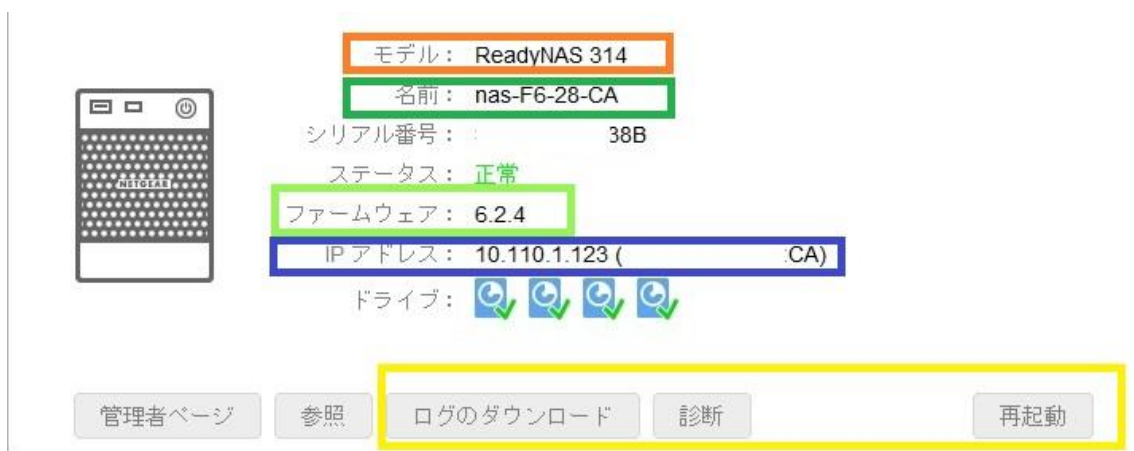 モデル： ReadyNAS 314
名前： nas-F6-28-CA
シリアル番号： 38B
ステータス： 正常
NETGEAR
ファームウェア： 6.2.4
IP アドレス： 10.110.1.123 ( :CA)
ドライブ：
管理者ページ 参照 ログのダウンロード 診断 再起動